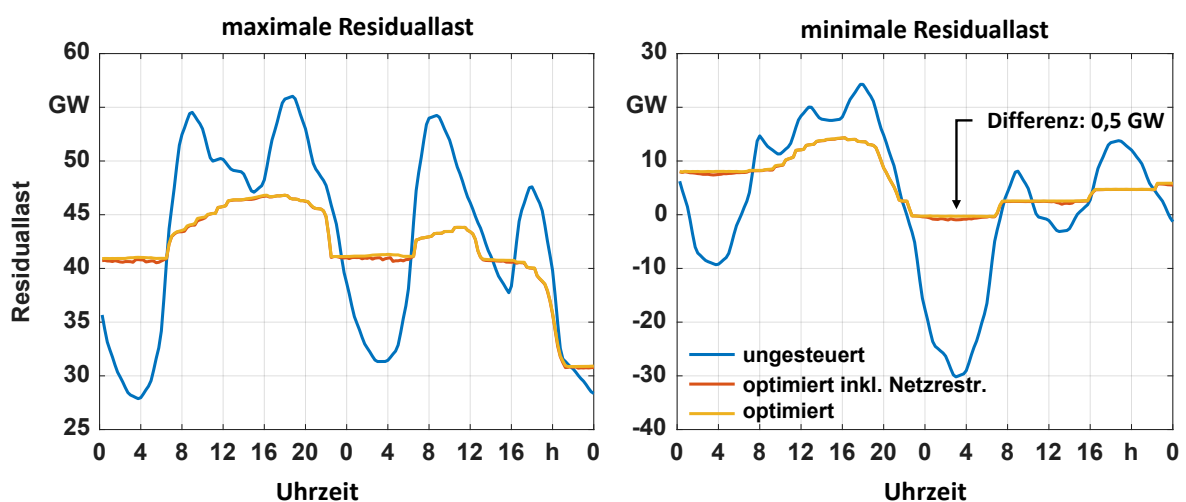 maximale Residuallast
60
GW
50
45
40
35
30
25
Residuallast
0 4 8 12 16 20 0 4 8 12 16 h 0
Uhrzeit
minimale Residuallast
30
GW
10
0
-10
-20
-30
-40
Differenz: 0,5 GW
ungesteuert
optimiert inkl. Netzrestr.
optimiert
0 4 8 12 16 20 0 4 8 12 16 h 0
Uhrzeit